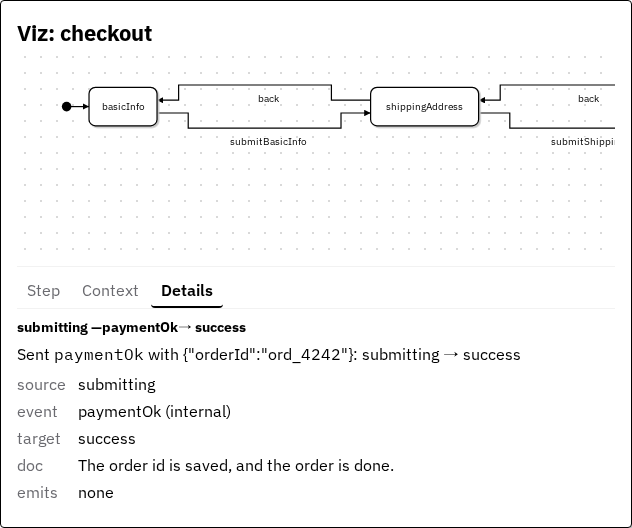 Viz: checkout
back
back
basicInfo
shippingAddress
submitBasicInfo
Step Context Details
submitting —paymentOk→ success
Sent paymentOk with {"orderId":"ord_4242"}: submitting → success
source submitting
event paymentOk (internal)
target success
doc The order id is saved, and the order is done.
emits none